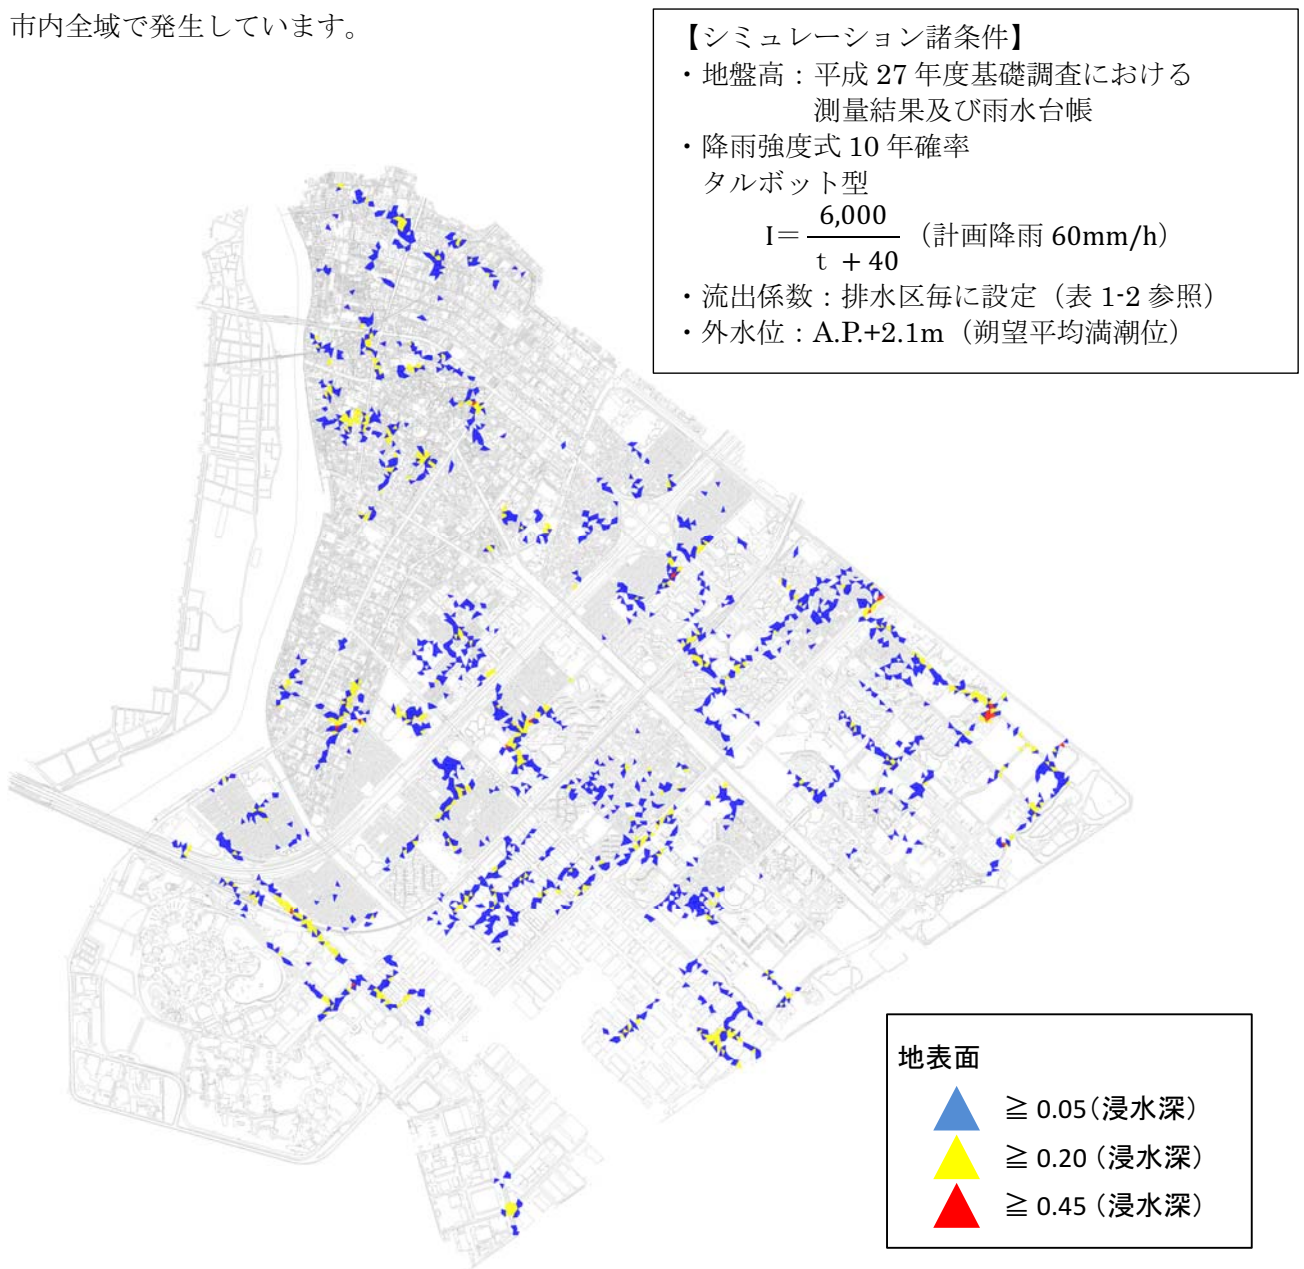 市内全域で発生しています。
【シミュレーション諸条件】
・地盤高：平成 27 年度基礎調査における
測量結果及び雨水台帳
・降雨強度式 10 年確率
タルボット型
I＝ 6,000 / t + 40 （計画降雨 60mm/h）
・流出係数：排水区毎に設定（表 1-2 参照）
・外水位：A.P.+2.1m（朔望平均満潮位）
地表面
≧ 0.05（浸水深）
≧ 0.20（浸水深）
≧ 0.45（浸水深）